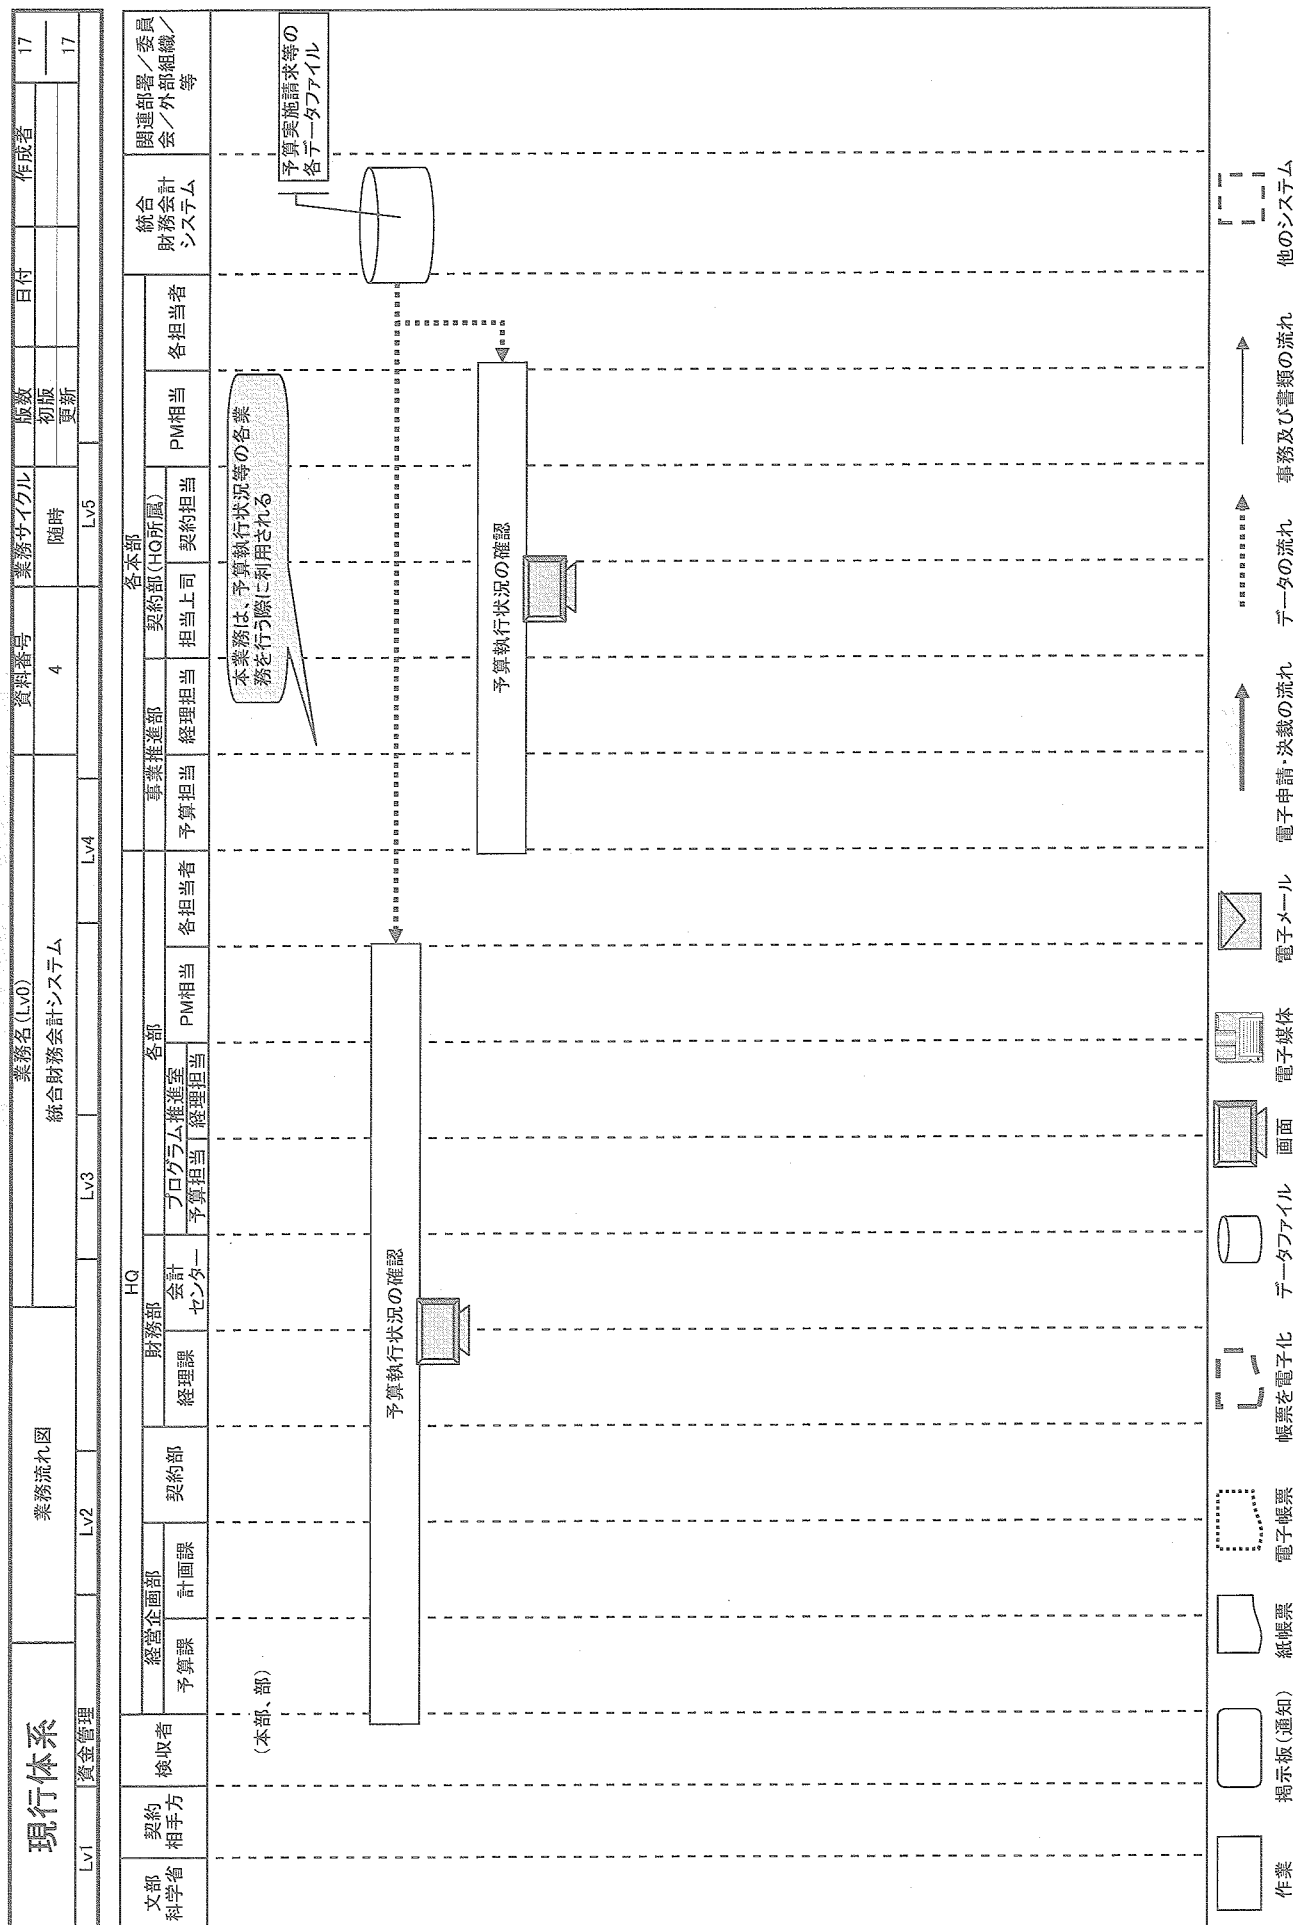 現行体系
業務流れ図
業務名(Lv0)
統合財務会計システム
資料番号
4
業務サイクル
随時
版数
初版
更新
日付
作成者
17
17
Lv1
資金管理
Lv2
Lv3
Lv4
Lv5
文部
科学省
契約
相手方
検収者
HQ
経営企画部
予算課
計画課
契約部
財務部
経理課
会計
センター
各部
プログラム推進室
予算担当
経理担当
PM相当
各担当者
各本部
事業推進部
予算担当
経理担当
契約部(HQ所属)
担当上司
契約担当
PM相当
各担当者
統合
財務会計
システム
関連部署/委員
会/外部組織/
等
(本部、部)
本業務は、予算執行状況等の各業
務を行う際に利用される
予算実施請求等の
各データファイル
予算執行状況の確認
予算執行状況の確認
作業
掲示板(通知)
紙帳票
電子帳票
帳票を電子化
データファイル
画面
電子媒体
電子メール
電子申請・決裁の流れ
データの流れ
事務及び書類の流れ
他のシステム